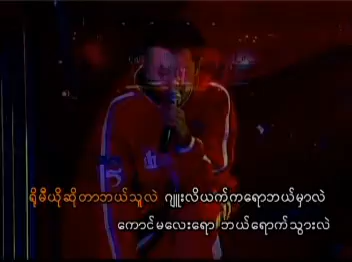 ရိုမီယိုဆိုတာဘယ်သူလဲ ဂျူးလိယက်ကရောဘယ်မှာလဲ
ကောင်မလေးရော ဘယ်ရောက်သွားလဲ